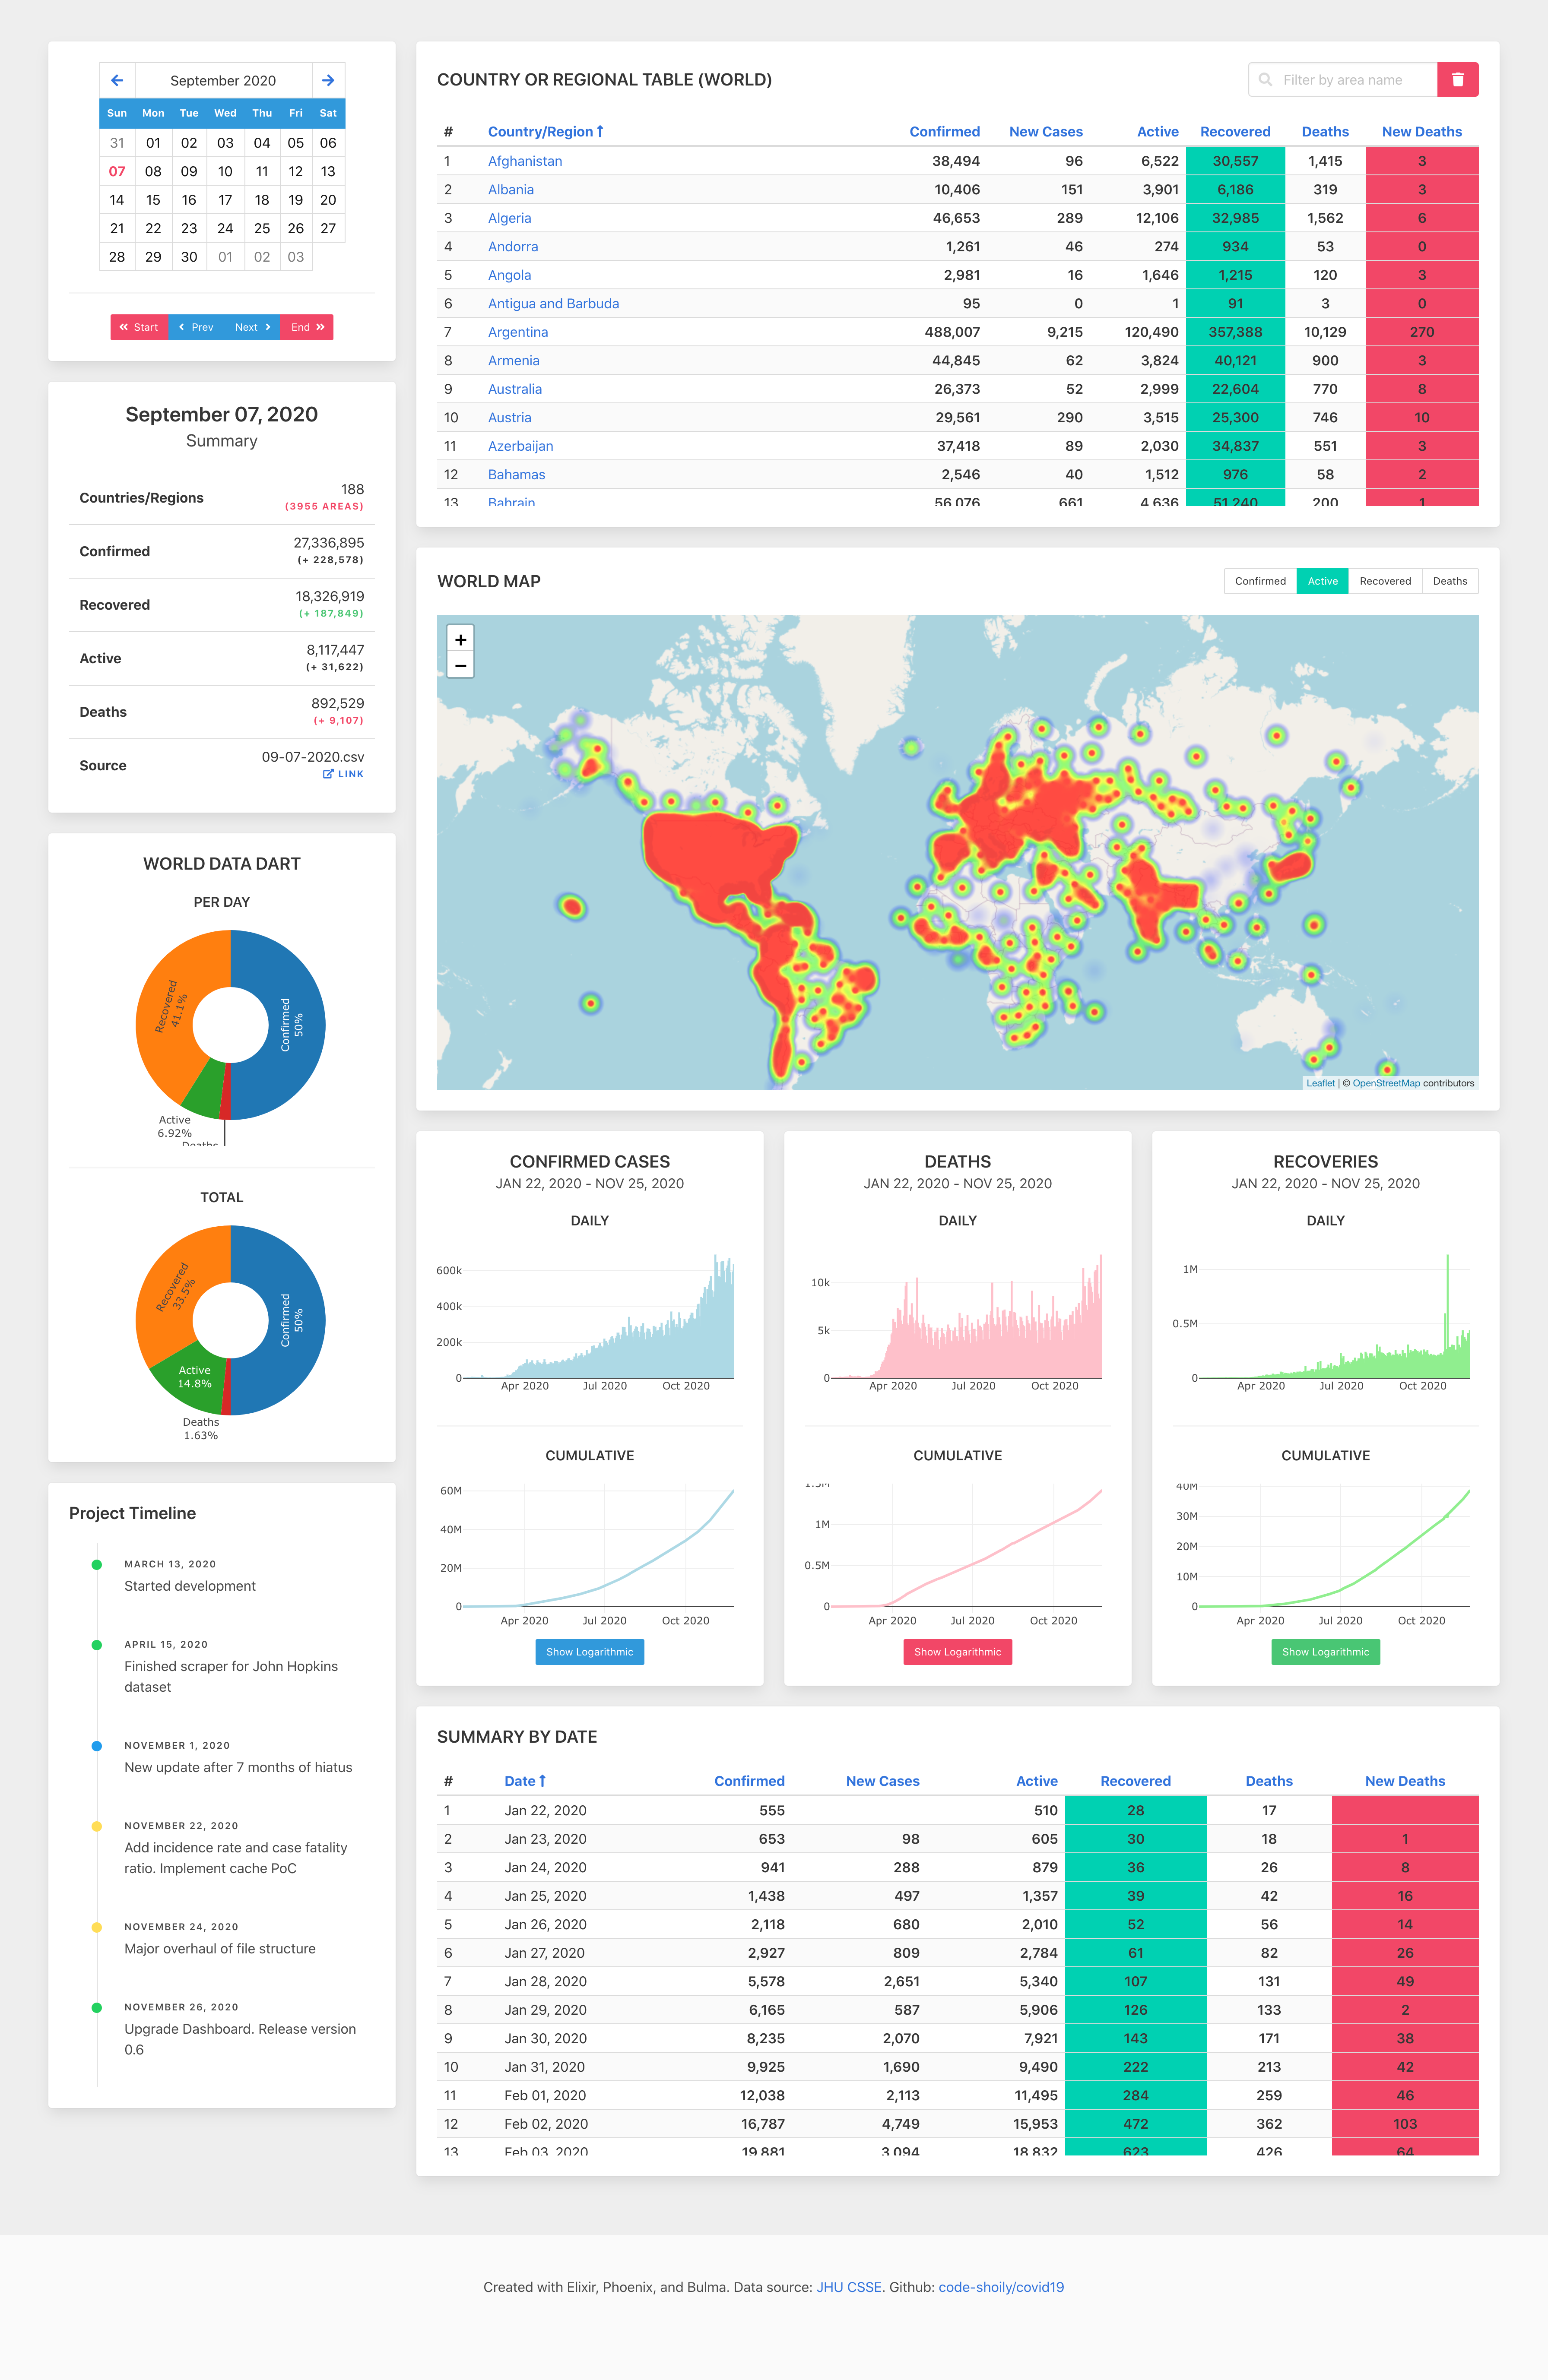 September 2020
Sun Mon Tue Wed Thu Fri Sat
31 01 02 03 04 05 06
07 08 09 10 11 12 13
14 15 16 17 18 19 20
21 22 23 24 25 26 27
28 29 30 01 02 03
Start Prev Next End
September 07, 2020
Summary
Countries/Regions 188
(3955 AREAS)
Confirmed 27,336,895
(+ 228,578)
Recovered 18,326,919
(+ 187,849)
Active 8,117,447
(+ 31,622)
Deaths 892,529
(+ 9,107)
Source 09-07-2020.csv
LINK
WORLD DATA DART
PER DAY
Recovered
41.1%
Confirmed
50%
Active
6.92%
Deaths
TOTAL
Recovered
33.5%
Confirmed
50%
Active
14.8%
Deaths
1.63%
Project Timeline
MARCH 13, 2020
Started development
APRIL 15, 2020
Finished scraper for John Hopkins
dataset
NOVEMBER 1, 2020
New update after 7 months of hiatus
NOVEMBER 22, 2020
Add incidence rate and case fatality
ratio. Implement cache PoC
NOVEMBER 24, 2020
Major overhaul of file structure
NOVEMBER 26, 2020
Upgrade Dashboard. Release version
0.6
COUNTRY OR REGIONAL TABLE (WORLD)
Filter by area name
# Country/Region Confirmed New Cases Active Recovered Deaths New Deaths
1 Afghanistan 38,494 96 6,522 30,557 1,415 3
2 Albania 10,406 151 3,901 6,186 319 3
3 Algeria 46,653 289 12,106 32,985 1,562 6
4 Andorra 1,261 46 274 934 53 0
5 Angola 2,981 16 1,646 1,215 120 3
6 Antigua and Barbuda 95 0 1 91 3 0
7 Argentina 488,007 9,215 120,490 357,388 10,129 270
8 Armenia 44,845 62 3,824 40,121 900 3
9 Australia 26,373 52 2,999 22,604 770 8
10 Austria 29,561 290 3,515 25,300 746 10
11 Azerbaijan 37,418 89 2,030 34,837 551 3
12 Bahamas 2,546 40 1,512 976 58 2
13 Bahrain 56,076 661 4,636 51,240 200 1
WORLD MAP
Confirmed Active Recovered Deaths
+
−
Leaflet | © OpenStreetMap contributors
CONFIRMED CASES
JAN 22, 2020 - NOV 25, 2020
DAILY
600k
400k
200k
0
Apr 2020 Jul 2020 Oct 2020
CUMULATIVE
60M
40M
20M
0
Apr 2020 Jul 2020 Oct 2020
Show Logarithmic
DEATHS
JAN 22, 2020 - NOV 25, 2020
DAILY
10k
5k
0
Apr 2020 Jul 2020 Oct 2020
CUMULATIVE
1.5M
1M
0.5M
0
Apr 2020 Jul 2020 Oct 2020
Show Logarithmic
RECOVERIES
JAN 22, 2020 - NOV 25, 2020
DAILY
1M
0.5M
0
Apr 2020 Jul 2020 Oct 2020
CUMULATIVE
40M
30M
20M
10M
0
Apr 2020 Jul 2020 Oct 2020
Show Logarithmic
SUMMARY BY DATE
# Date Confirmed New Cases Active Recovered Deaths New Deaths
1 Jan 22, 2020 555 510 28 17
2 Jan 23, 2020 653 98 605 30 18 1
3 Jan 24, 2020 941 288 879 36 26 8
4 Jan 25, 2020 1,438 497 1,357 39 42 16
5 Jan 26, 2020 2,118 680 2,010 52 56 14
6 Jan 27, 2020 2,927 809 2,784 61 82 26
7 Jan 28, 2020 5,578 2,651 5,340 107 131 49
8 Jan 29, 2020 6,165 587 5,906 126 133 2
9 Jan 30, 2020 8,235 2,070 7,921 143 171 38
10 Jan 31, 2020 9,925 1,690 9,490 222 213 42
11 Feb 01, 2020 12,038 2,113 11,495 284 259 46
12 Feb 02, 2020 16,787 4,749 15,953 472 362 103
13 Feb 03, 2020 19,881 3,094 18,832 623 426 64
Created with Elixir, Phoenix, and Bulma. Data source: JHU CSSE. Github: code-shoily/covid19